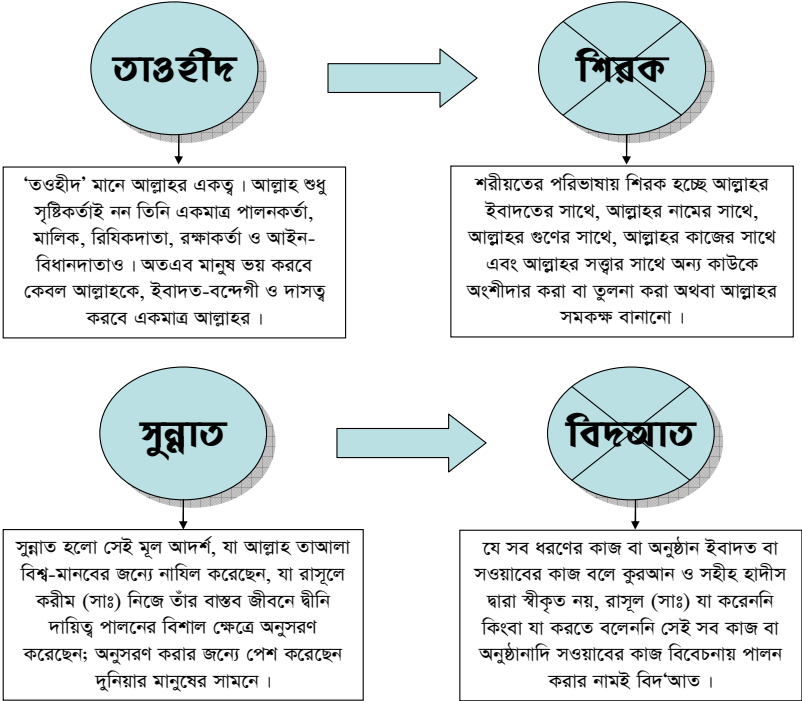 তাওহীদ
শিরক
‘তওহীদ’ মানে আল্লাহর একত্ব । আল্লাহ শুধু
সৃষ্টিকর্তাই নন তিনি একমাত্র পালনকর্তা,
মালিক, রিযিকদাতা, রক্ষাকর্তা ও আইন-
বিধানদাতাও । অতএব মানুষ ভয় করবে
কেবল আল্লাহকে, ইবাদত-বন্দেগী ও দাসত্ব
করবে একমাত্র আল্লাহর ।
শরীয়তের পরিভাষায় শিরক হচ্ছে আল্লাহর
ইবাদতের সাথে, আল্লাহর নামের সাথে,
আল্লাহর গুণের সাথে, আল্লাহর কাজের সাথে
এবং আল্লাহর সত্ত্বার সাথে অন্য কাউকে
অংশীদার করা বা তুলনা করা অথবা আল্লাহর
সমকক্ষ বানানো ।
সুন্নাত
বিদআত
সুন্নাত হলো সেই মূল আদর্শ, যা আল্লাহ তাআলা
বিশ্ব-মানবের জন্যে নাযিল করেছেন, যা রাসূলে
করীম (সাঃ) নিজে তাঁর বাস্তব জীবনে দ্বীনি
দায়িত্ব পালনের বিশাল ক্ষেত্রে অনুসরণ
করেছেন; অনুসরণ করার জন্যে পেশ করেছেন
দুনিয়ার মানুষের সামনে ।
যে সব ধরণের কাজ বা অনুষ্ঠান ইবাদত বা
সওয়াবের কাজ বলে কুরআন ও সহীহ হাদীস
দ্বারা স্বীকৃত নয়, রাসূল (সাঃ) যা করেননি
কিংবা যা করতে বলেননি সেই সব কাজ বা
অনুষ্ঠানাদি সওয়াবের কাজ বিবেচনায় পালন
করার নামই বিদ‘আত ।